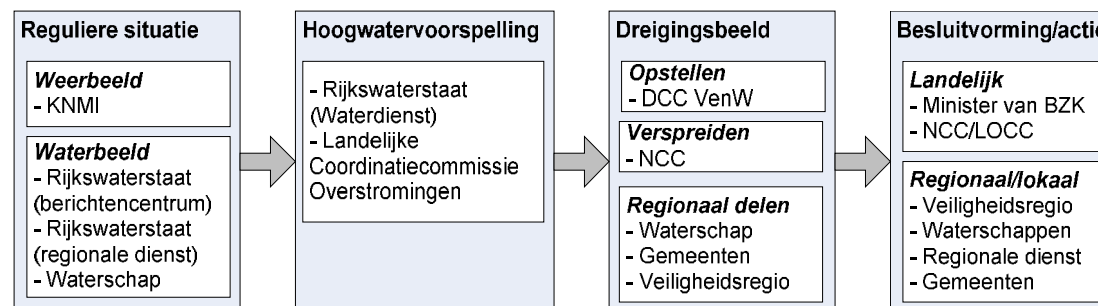 Reguliere situatie
Weerbeeld
- KNMI
Waterbeeld
- Rijkswaterstaat
(berichtencentrum)
- Rijkswaterstaat
(regionale dienst)
- Waterschap
Hoogwatervoorspelling
- Rijkswaterstaat
(Waterdienst)
- Landelijke
Coordinatiecommissie
Overstromingen
Dreigingsbeeld
Opstellen
- DCC VenW
Verspreiden
- NCC
Regionaal delen
- Waterschap
- Gemeenten
- Veiligheidsregio
Besluitvorming/actie
Landelijk
- Minister van BZK
- NCC/LOCC
Regionaal/lokaal
- Veiligheidsregio
- Waterschappen
- Regionale dienst
- Gemeenten